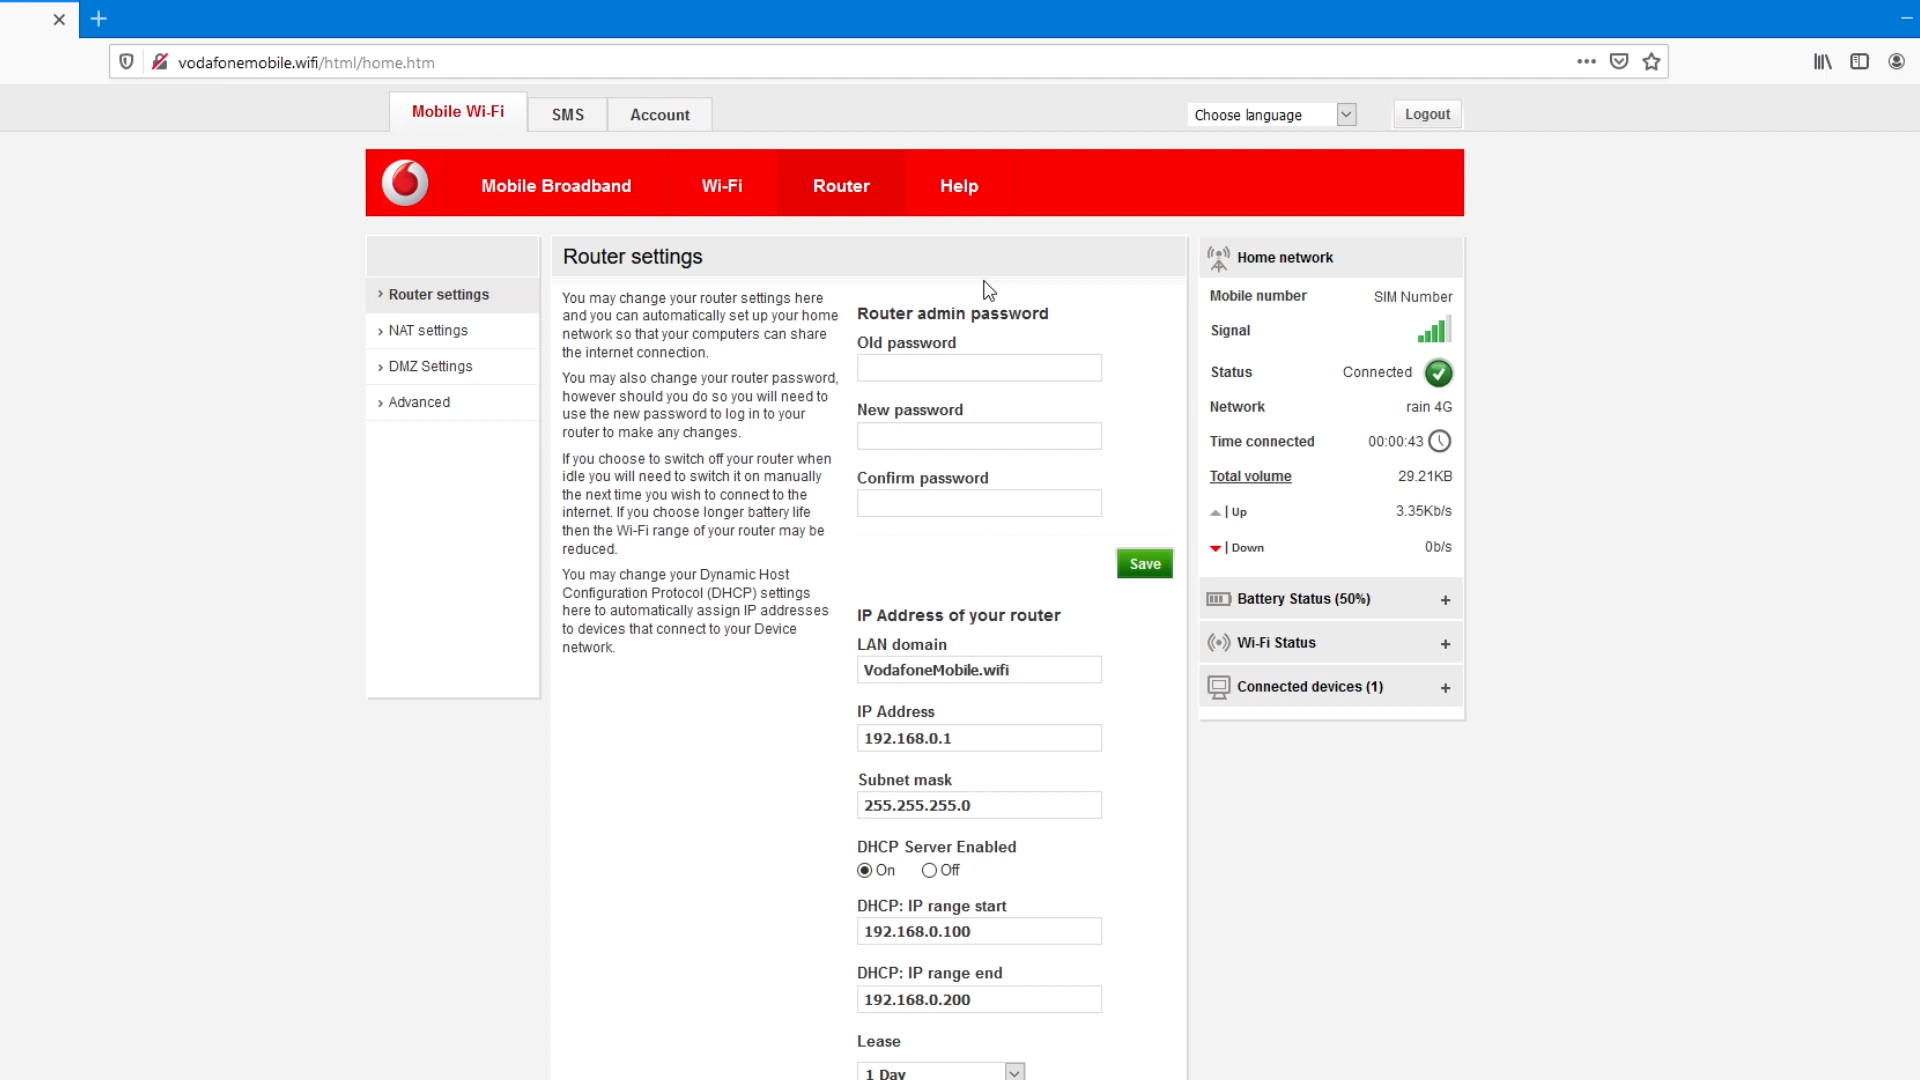 vodafonemobile.wifi/html/home.htm
Mobile Wi-Fi
SMS
Account
Choose language
Logout
Mobile Broadband
Wi-Fi
Router
Help
Router settings
NAT settings
DMZ Settings
Advanced
Router settings
You may change your router settings here
and you can automatically set up your home
network so that your computers can share
the internet connection.
You may also change your router password,
however should you do so you will need to
use the new password to log in to your
router to make any changes.
If you choose to switch off your router when
idle you will need to switch it on manually
the next time you wish to connect to the
internet. If you choose longer battery life
then the Wi-Fi range of your router may be
reduced.
You may change your Dynamic Host
Configuration Protocol (DHCP) settings
here to automatically assign IP addresses
to devices that connect to your Device
network.
Router admin password
Old password
New password
Confirm password
Save
IP Address of your router
LAN domain
VodafoneMobile.wifi
IP Address
192.168.0.1
Subnet mask
255.255.255.0
DHCP Server Enabled
On Off
DHCP: IP range start
192.168.0.100
DHCP: IP range end
192.168.0.200
Lease
1 Day
Home network
Mobile number SIM Number
Signal
Status Connected
Network rain 4G
Time connected 00:00:43
Total volume 29.21KB
| Up 3.35Kb/s
| Down 0b/s
Battery Status (50%) +
Wi-Fi Status +
Connected devices (1) +